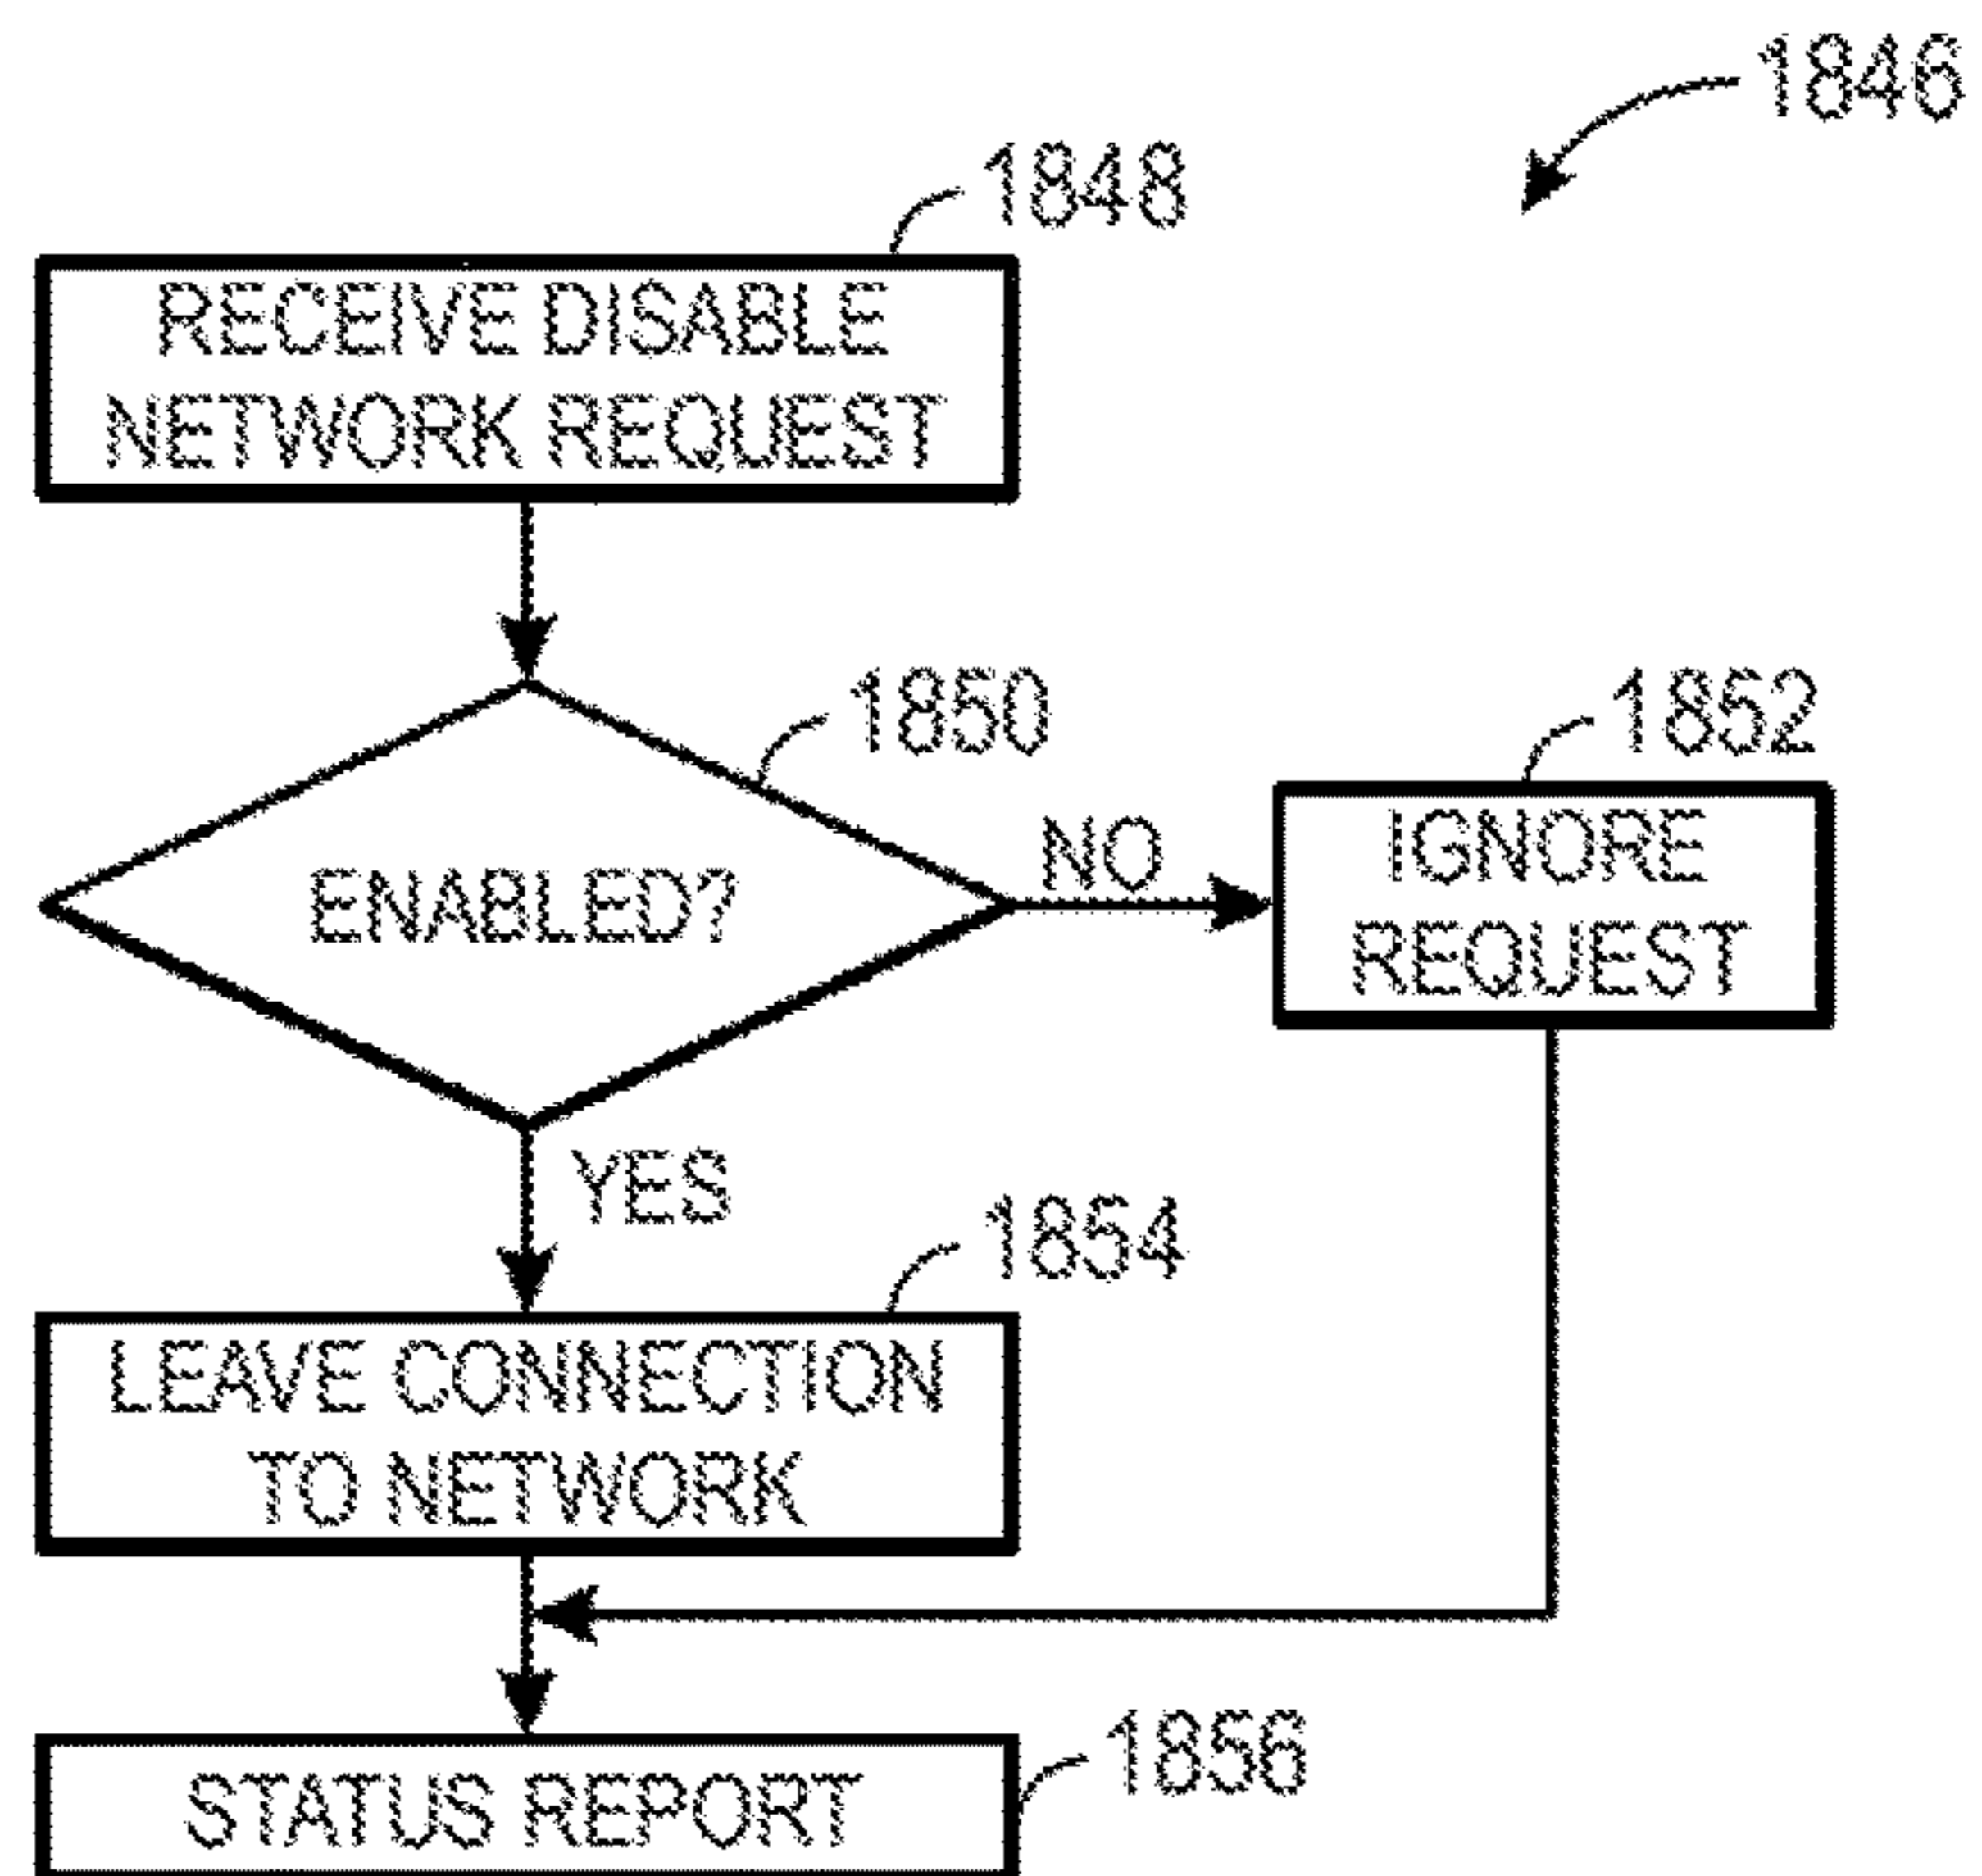 1846
1848
RECEIVE DISABLE
NETWORK REQUEST
1850
1852
ENABLED?
NO
IGNORE
REQUEST
YES
1854
LEAVE CONNECTION
TO NETWORK
1856
STATUS REPORT